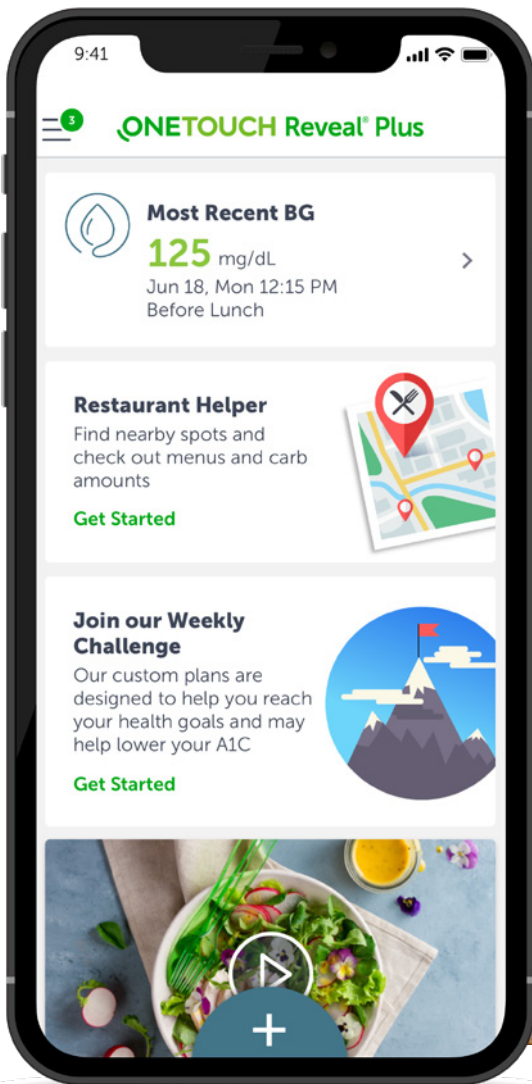 9:41
3
ONETOUCH Reveal® Plus
Most Recent BG
125 mg/dL
Jun 18, Mon 12:15 PM
Before Lunch
Restaurant Helper
Find nearby spots and
check out menus and carb
amounts
Get Started
Join our Weekly
Challenge
Our custom plans are
designed to help you reach
your health goals and may
help lower your A1C
Get Started
+